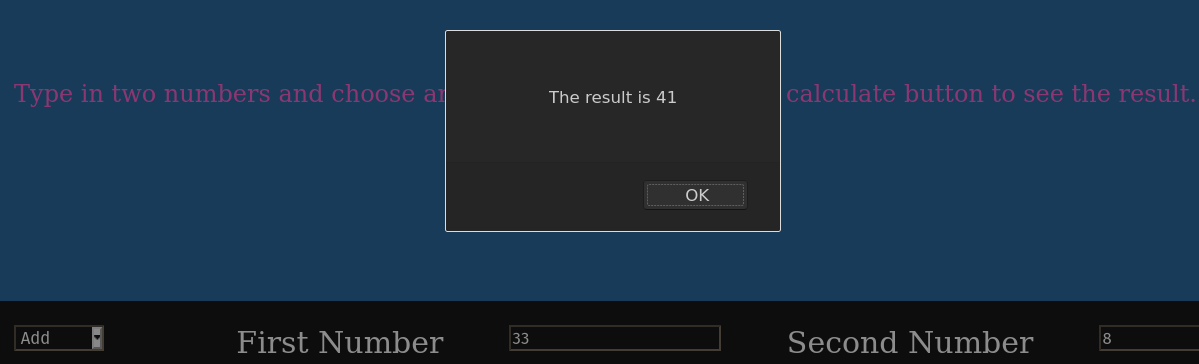 Type in two numbers and choose
calculate button to see the result.
The result is 41
OK
Add
First Number
33
Second Number
8